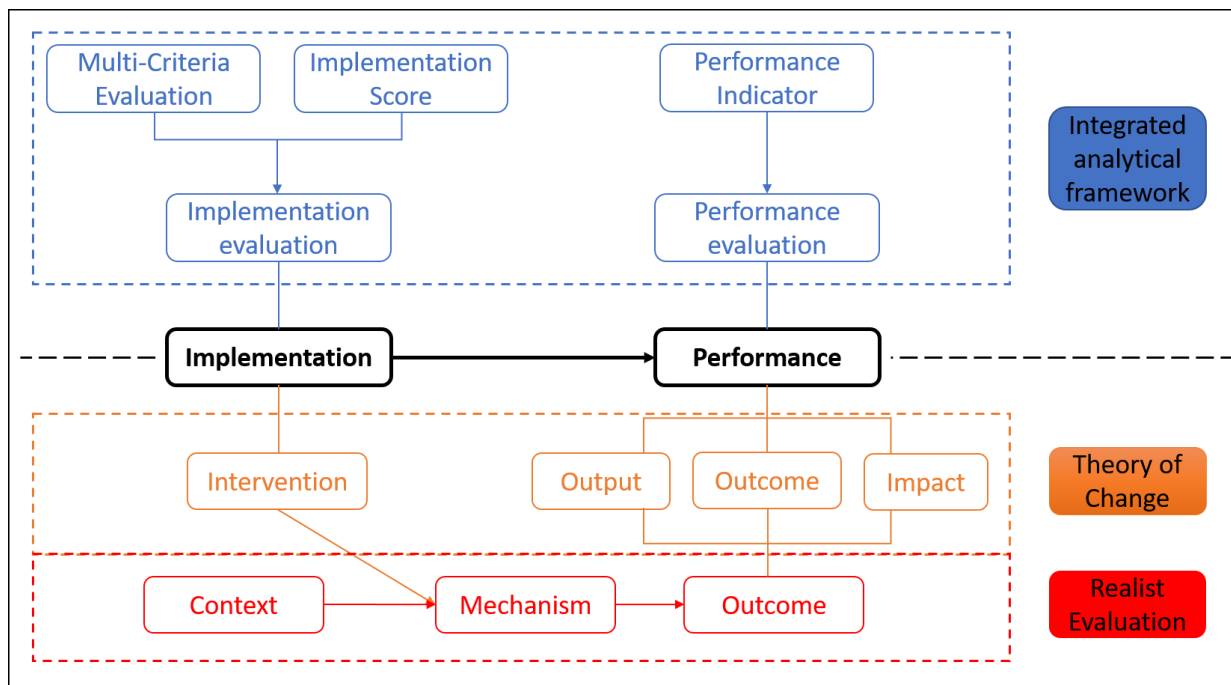 Multi-Criteria
Evaluation
Implementation
Score
Performance
Indicator
Integrated
analytical
framework
Implementation
evaluation
Performance
evaluation
Implementation
Performance
Intervention
Output
Outcome
Impact
Theory of
Change
Context
Mechanism
Outcome
Realist
Evaluation